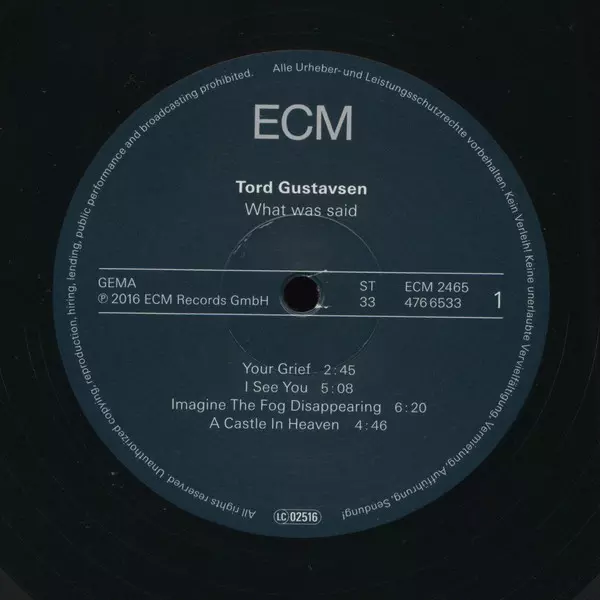 ECM
Tord Gustavsen
What was said
GEMA
℗ 2016 ECM Records GmbH
ST
33
ECM 2465
476 6533
1
Your Grief 2:45
I See You 5:08
Imagine The Fog Disappearing 6:20
A Castle In Heaven 4:46
Alle Urheber- und Leistungsschutzrechte vorbehalten. Kein Verleih! Keine unerlaubte Vervielfältigung, Vermietung, Aufführung, Sendung!
LC 02516
All rights reserved. Unauthorized copying, reproduction, hiring, lending, public performance and broadcasting prohibited.